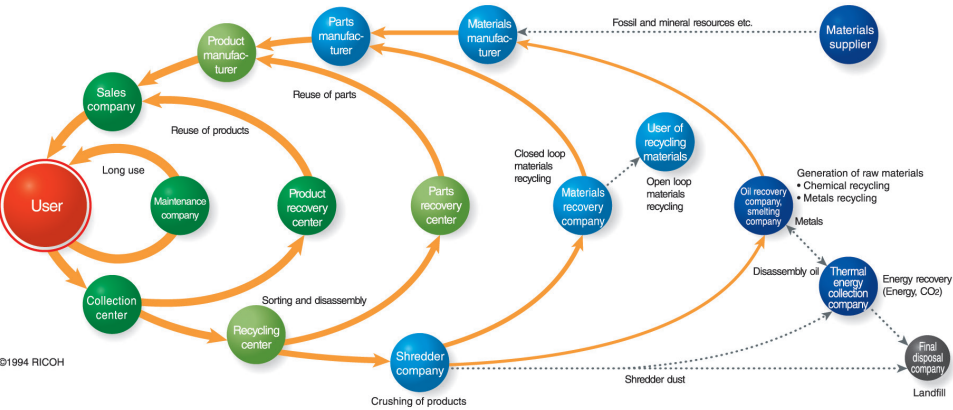 Fossil and mineral resources etc.
Materials
supplier
Materials
manufac-
turer
Parts
manufac-
turer
Product
manufac-
turer
Sales
company
Reuse of parts
Reuse of products
Long use
User
Maintenance
company
Product
recovery
center
Parts
recovery
center
Closed loop
materials
recycling
Materials
recovery
company
User of
recycling
materials
Open loop
materials
recycling
Oil recovery
company,
smelting
company
Generation of raw materials
• Chemical recycling
• Metals recycling
Metals
Disassembly oil
Thermal
energy
collection
company
Energy recovery
(Energy, CO2)
Collection
center
Sorting and disassembly
Recycling
center
Shredder
company
Crushing of products
Shredder dust
Final
disposal
company
Landfill
©1994 RICOH